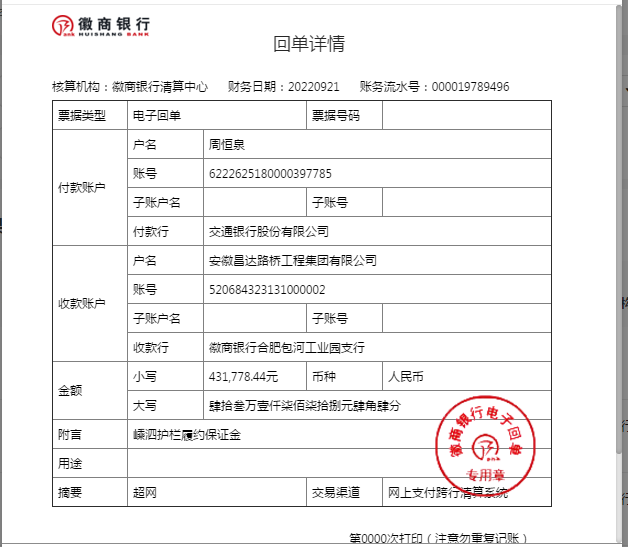 徽商银行
HUISHANG BANK
回单详情
核算机构：徽商银行清算中心 财务日期：20220921 账务流水号：000019789496
票据类型 电子回单 票据号码
付款账户
户名 周恒泉
账号 6222625180000397785
子账户名 子账号
付款行 交通银行股份有限公司
收款账户
户名 安徽昌达路桥工程集团有限公司
账号 520684323131000002
子账户名 子账号
收款行 徽商银行合肥包河工业园支行
金额
小写 431,778.44元 币种 人民币
大写 肆拾叁万壹仟柒佰柒拾捌元肆角肆分
附言 嵊泗护栏履约保证金
用途
摘要 超网 交易渠道 网上支付跨行清算系统
徽商银行电子回单
专用章
第0000次打印（注意勿重复记账）